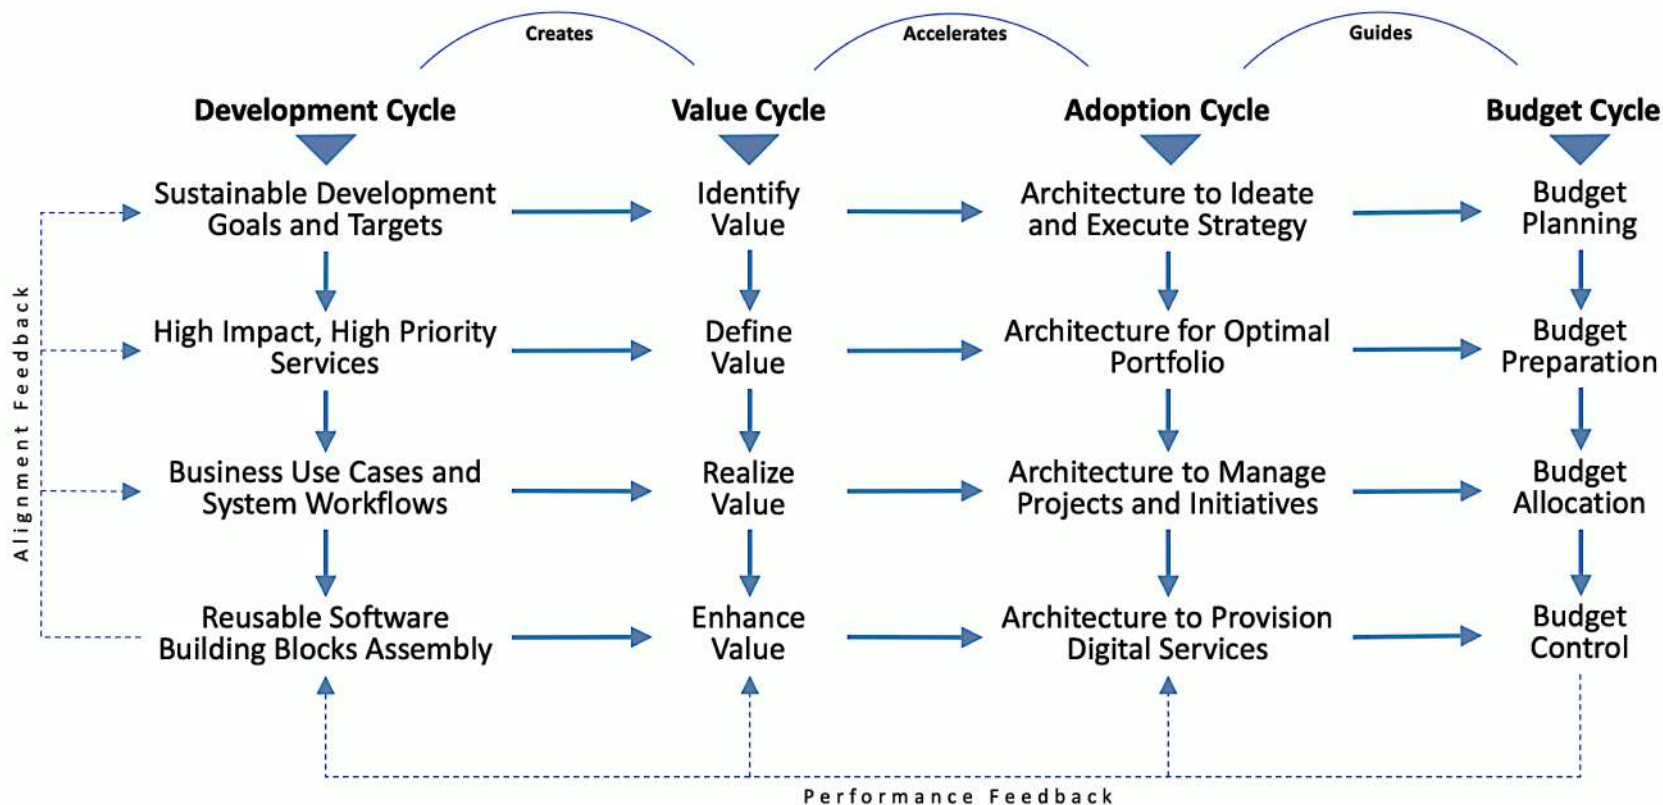 Creates
Accelerates
Guides
Development Cycle
Value Cycle
Adoption Cycle
Budget Cycle
Sustainable Development
Goals and Targets
Identify
Value
Architecture to Ideate
and Execute Strategy
Budget
Planning
High Impact, High Priority
Services
Define
Value
Architecture for Optimal
Portfolio
Budget
Preparation
Business Use Cases and
System Workflows
Realize
Value
Architecture to Manage
Projects and Initiatives
Budget
Allocation
Reusable Software
Building Blocks Assembly
Enhance
Value
Architecture to Provision
Digital Services
Budget
Control
Alignment Feedback
Performance Feedback